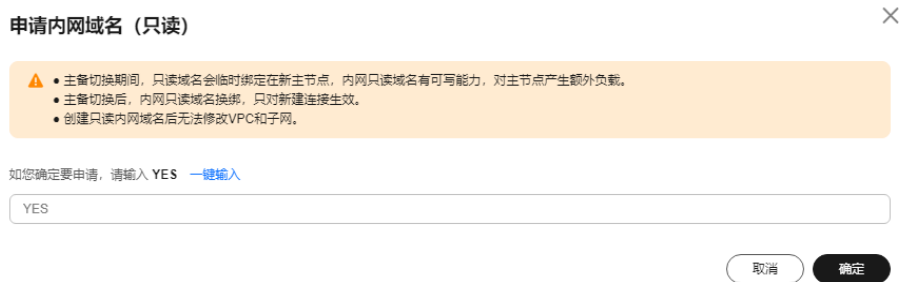 申请内网域名（只读）
● 主备切换期间，只读域名会临时绑定在新主节点，内网只读域名有可写能力，对主节点产生额外负载。
● 主备切换后，内网只读域名换绑，只对新建连接生效。
● 创建只读内网域名后无法修改VPC和子网。
如您确定要申请，请输入 YES 一键输入
YES
取消 确定